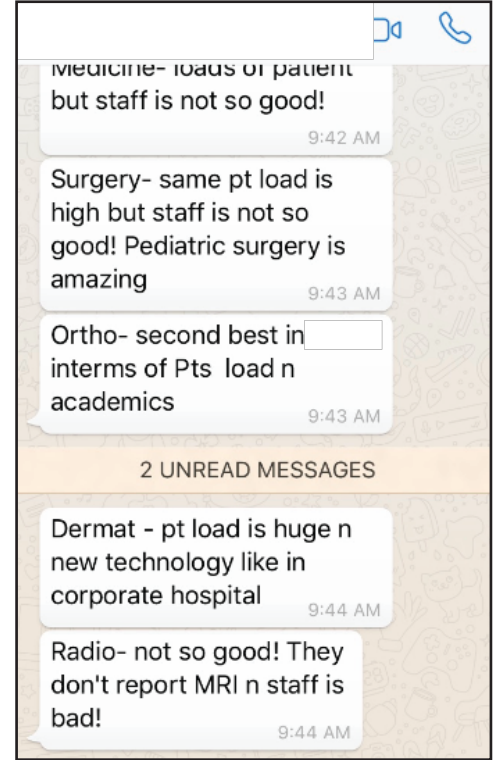 Medicine- loads of patient
but staff is not so good!
9:42 AM
Surgery- same pt load is
high but staff is not so
good! Pediatric surgery is
amazing
9:43 AM
Ortho- second best in
interms of Pts load n
academics
9:43 AM
2 UNREAD MESSAGES
Dermat - pt load is huge n
new technology like in
corporate hospital
9:44 AM
Radio- not so good! They
don't report MRI n staff is
bad!
9:44 AM